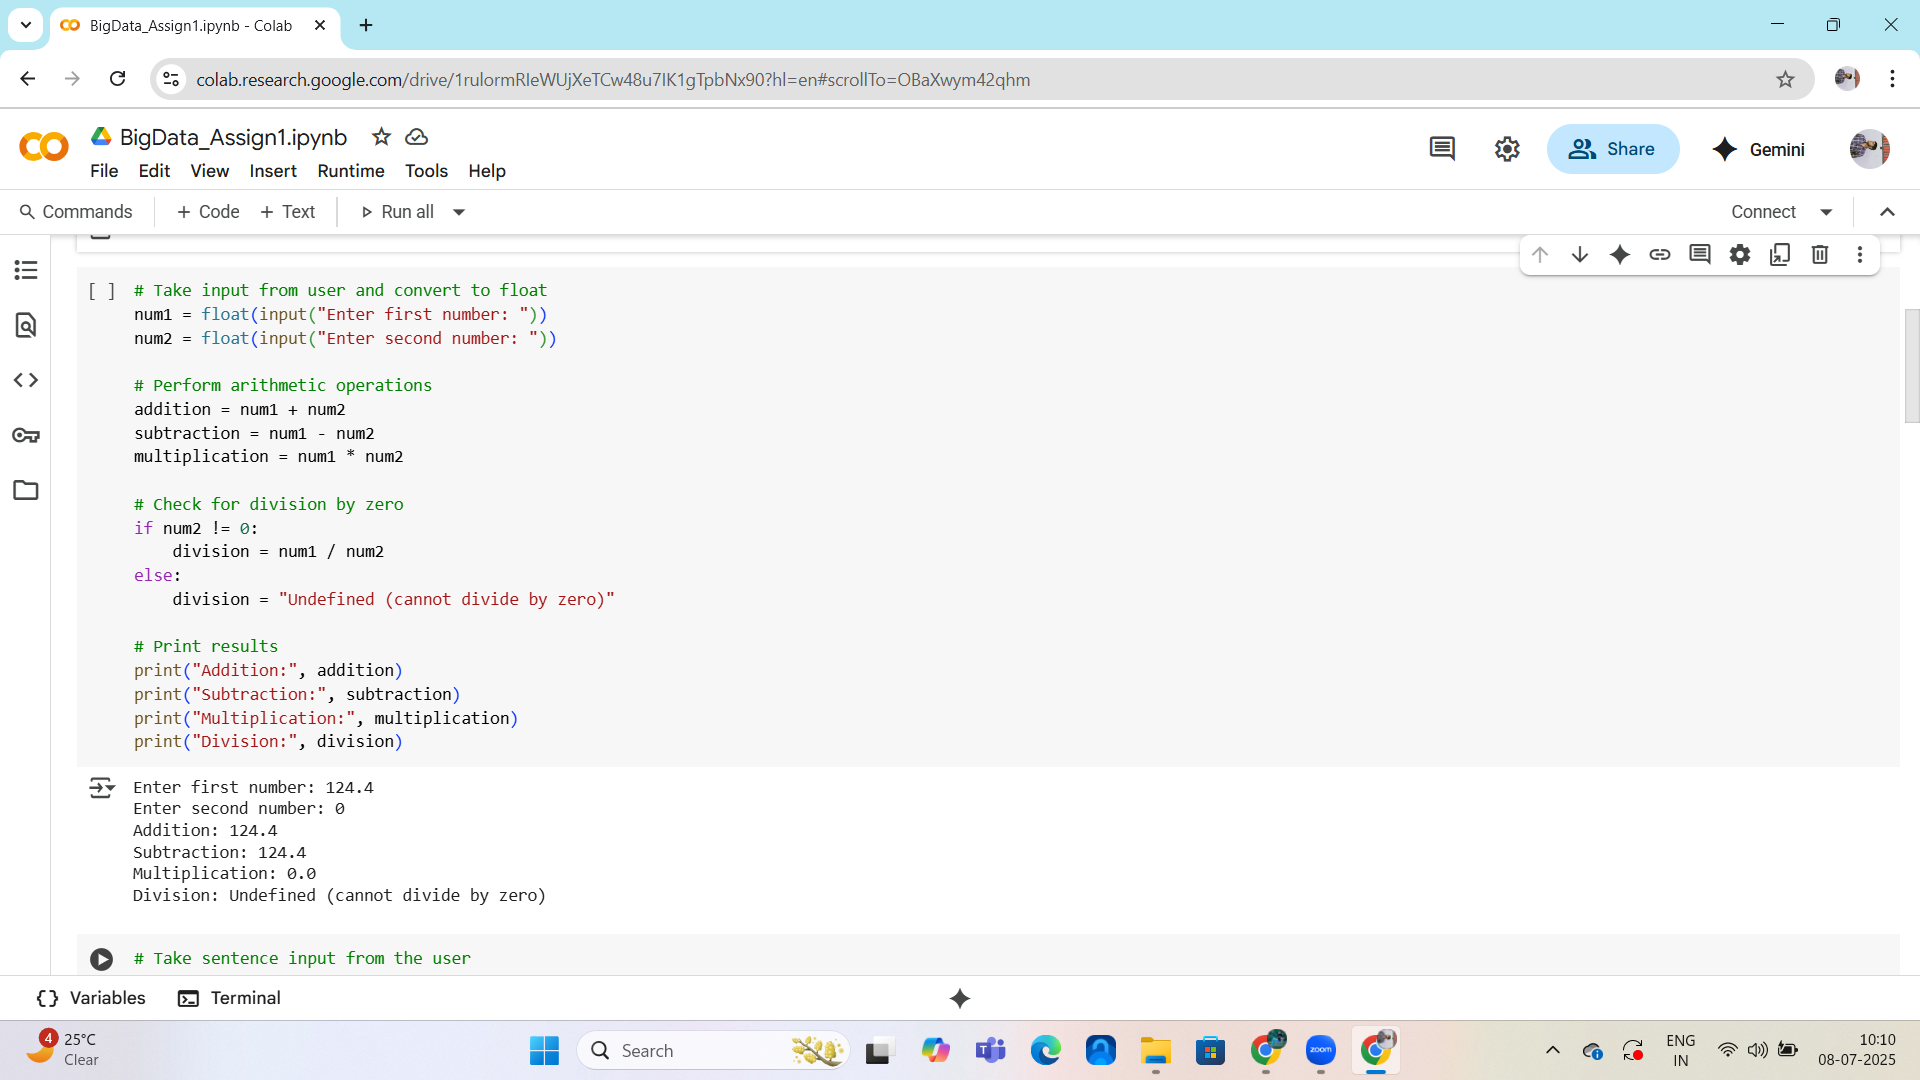 BigData_Assign1.ipynb - Colab
colab.research.google.com/drive/1rulormRIeWUjXeTCw48u7IK1gTpbNx90?hl=en#scrollTo=OBaXwym42qhm
BigData_Assign1.ipynb
File Edit View Insert Runtime Tools Help
Share
Gemini
Commands + Code + Text Run all
Connect
[ ] # Take input from user and convert to float
num1 = float(input("Enter first number: "))
num2 = float(input("Enter second number: "))
# Perform arithmetic operations
addition = num1 + num2
subtraction = num1 - num2
multiplication = num1 * num2
# Check for division by zero
if num2 != 0:
    division = num1 / num2
else:
    division = "Undefined (cannot divide by zero)"
# Print results
print("Addition:", addition)
print("Subtraction:", subtraction)
print("Multiplication:", multiplication)
print("Division:", division)
Enter first number: 124.4
Enter second number: 0
Addition: 124.4
Subtraction: 124.4
Multiplication: 0.0
Division: Undefined (cannot divide by zero)
# Take sentence input from the user
Variables Terminal
4
25°C
Clear
Search
zoom
ENG
IN
10:10
08-07-2025